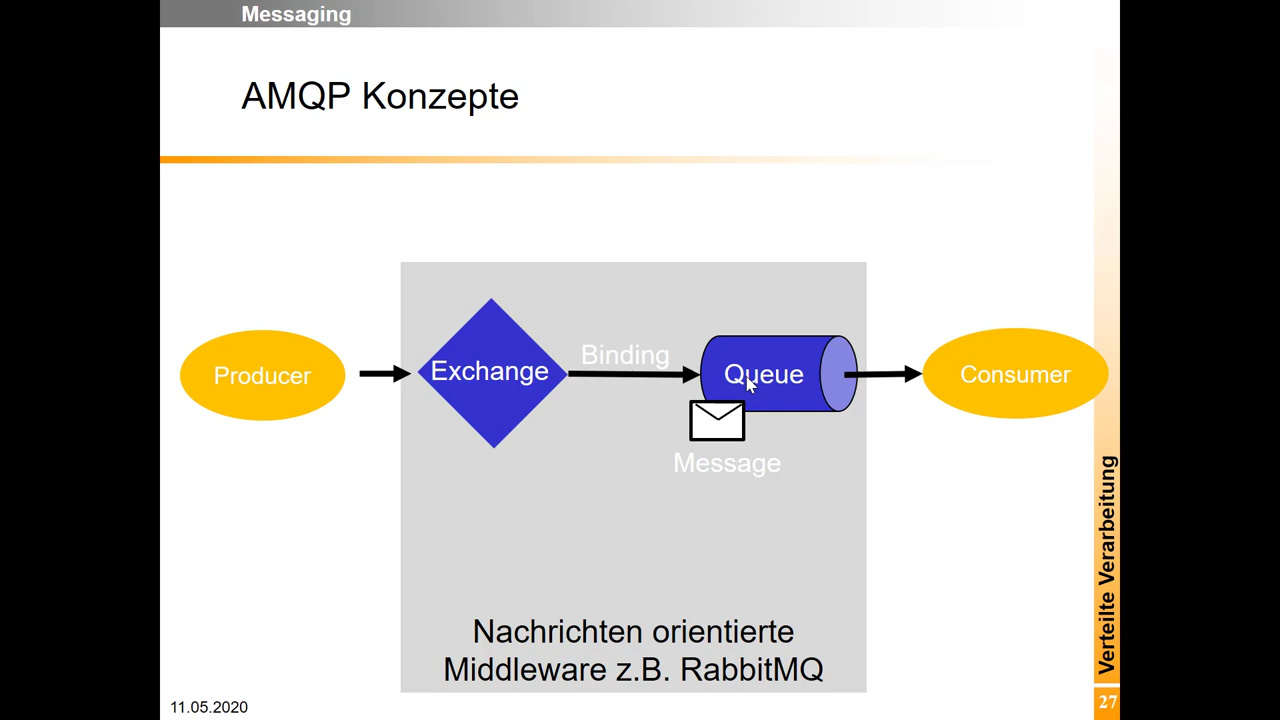 Messaging
AMQP Konzepte
Producer
Exchange
Binding
Queue
Consumer
Message
Nachrichten orientierte
Middleware z.B. RabbitMQ
Verteilte Verarbeitung
11.05.2020
27